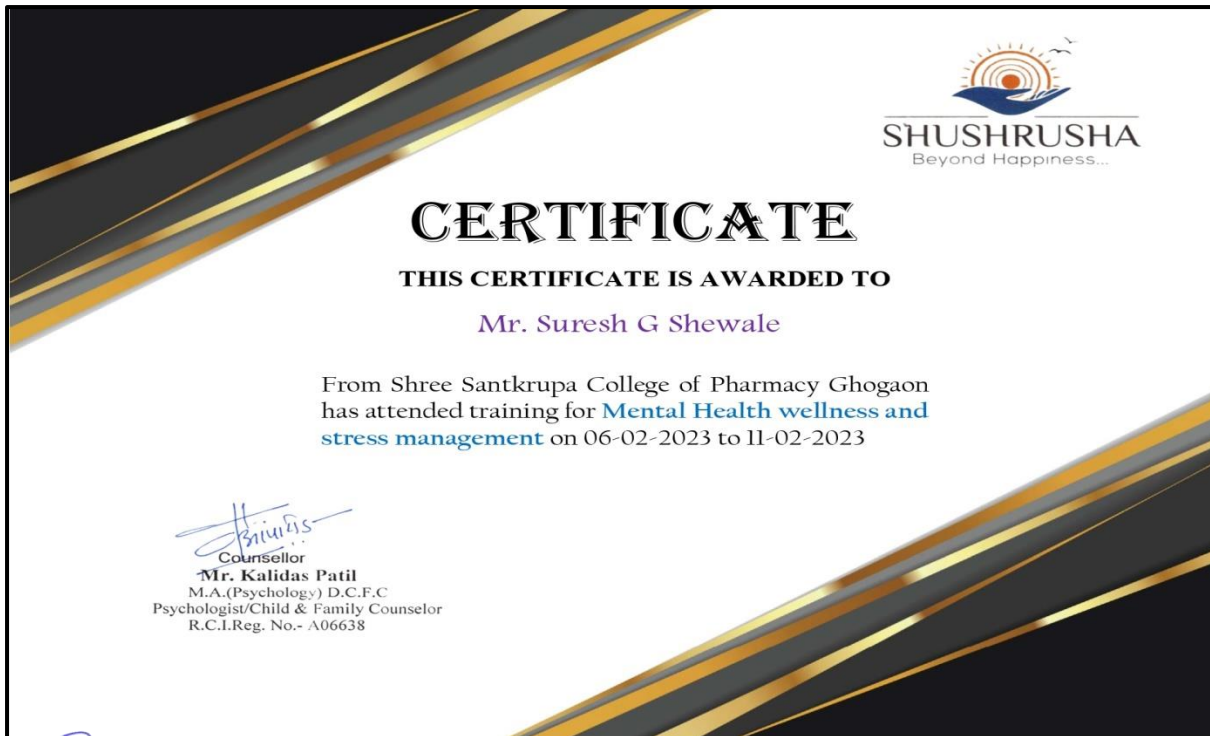 SHUSHRUSHA
Beyond Happiness...
CERTIFICATE
THIS CERTIFICATE IS AWARDED TO
Mr. Suresh G Shewale
From Shree Santkrupa College of Pharmacy Ghogaon
has attended training for Mental Health wellness and
stress management on 06-02-2023 to 11-02-2023
Counsellor
Mr. Kalidas Patil
M.A.(Psychology) D.C.F.C
Psychologist/Child & Family Counselor
R.C.I.Reg. No.- A06638